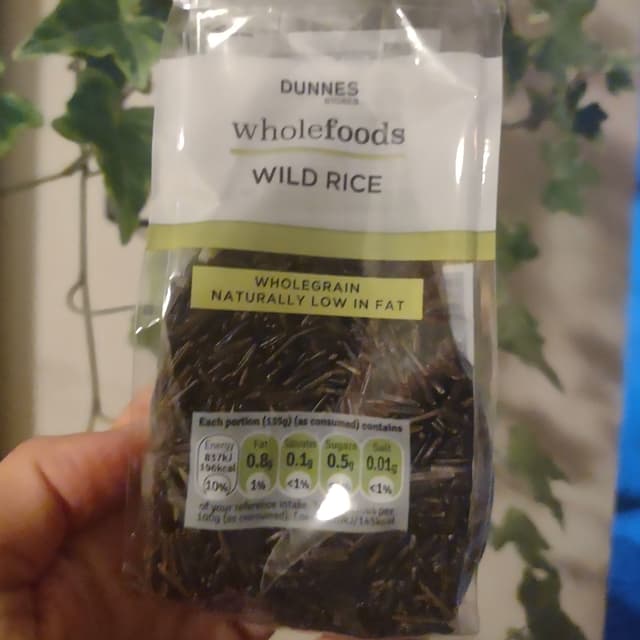 DUNNES
STORES
wholefoods
WILD RICE
WHOLEGRAIN
NATURALLY LOW IN FAT
Each portion (135g) (as consumed) contains
Energy Fat Saturates Sugars Salt
837kJ 0.8g 0.1g 0.5g 0.01g
196kcal
10% 1% <1% <1% <1%
of your reference intake
100g (as consumed):